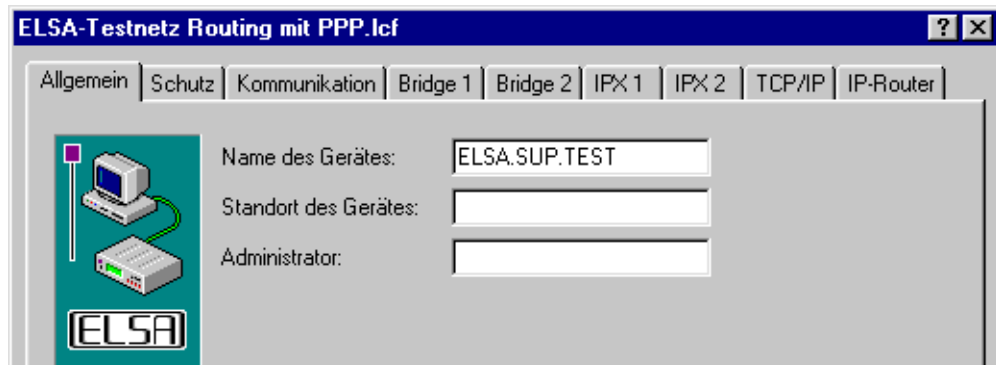 ELSA-Testnetz Routing mit PPP.lcf
Allgemein Schutz Kommunikation Bridge 1 Bridge 2 IPX 1 IPX 2 TCP/IP IP-Router
Name des Gerätes: ELSA.SUP.TEST
Standort des Gerätes:
Administrator:
ELSA